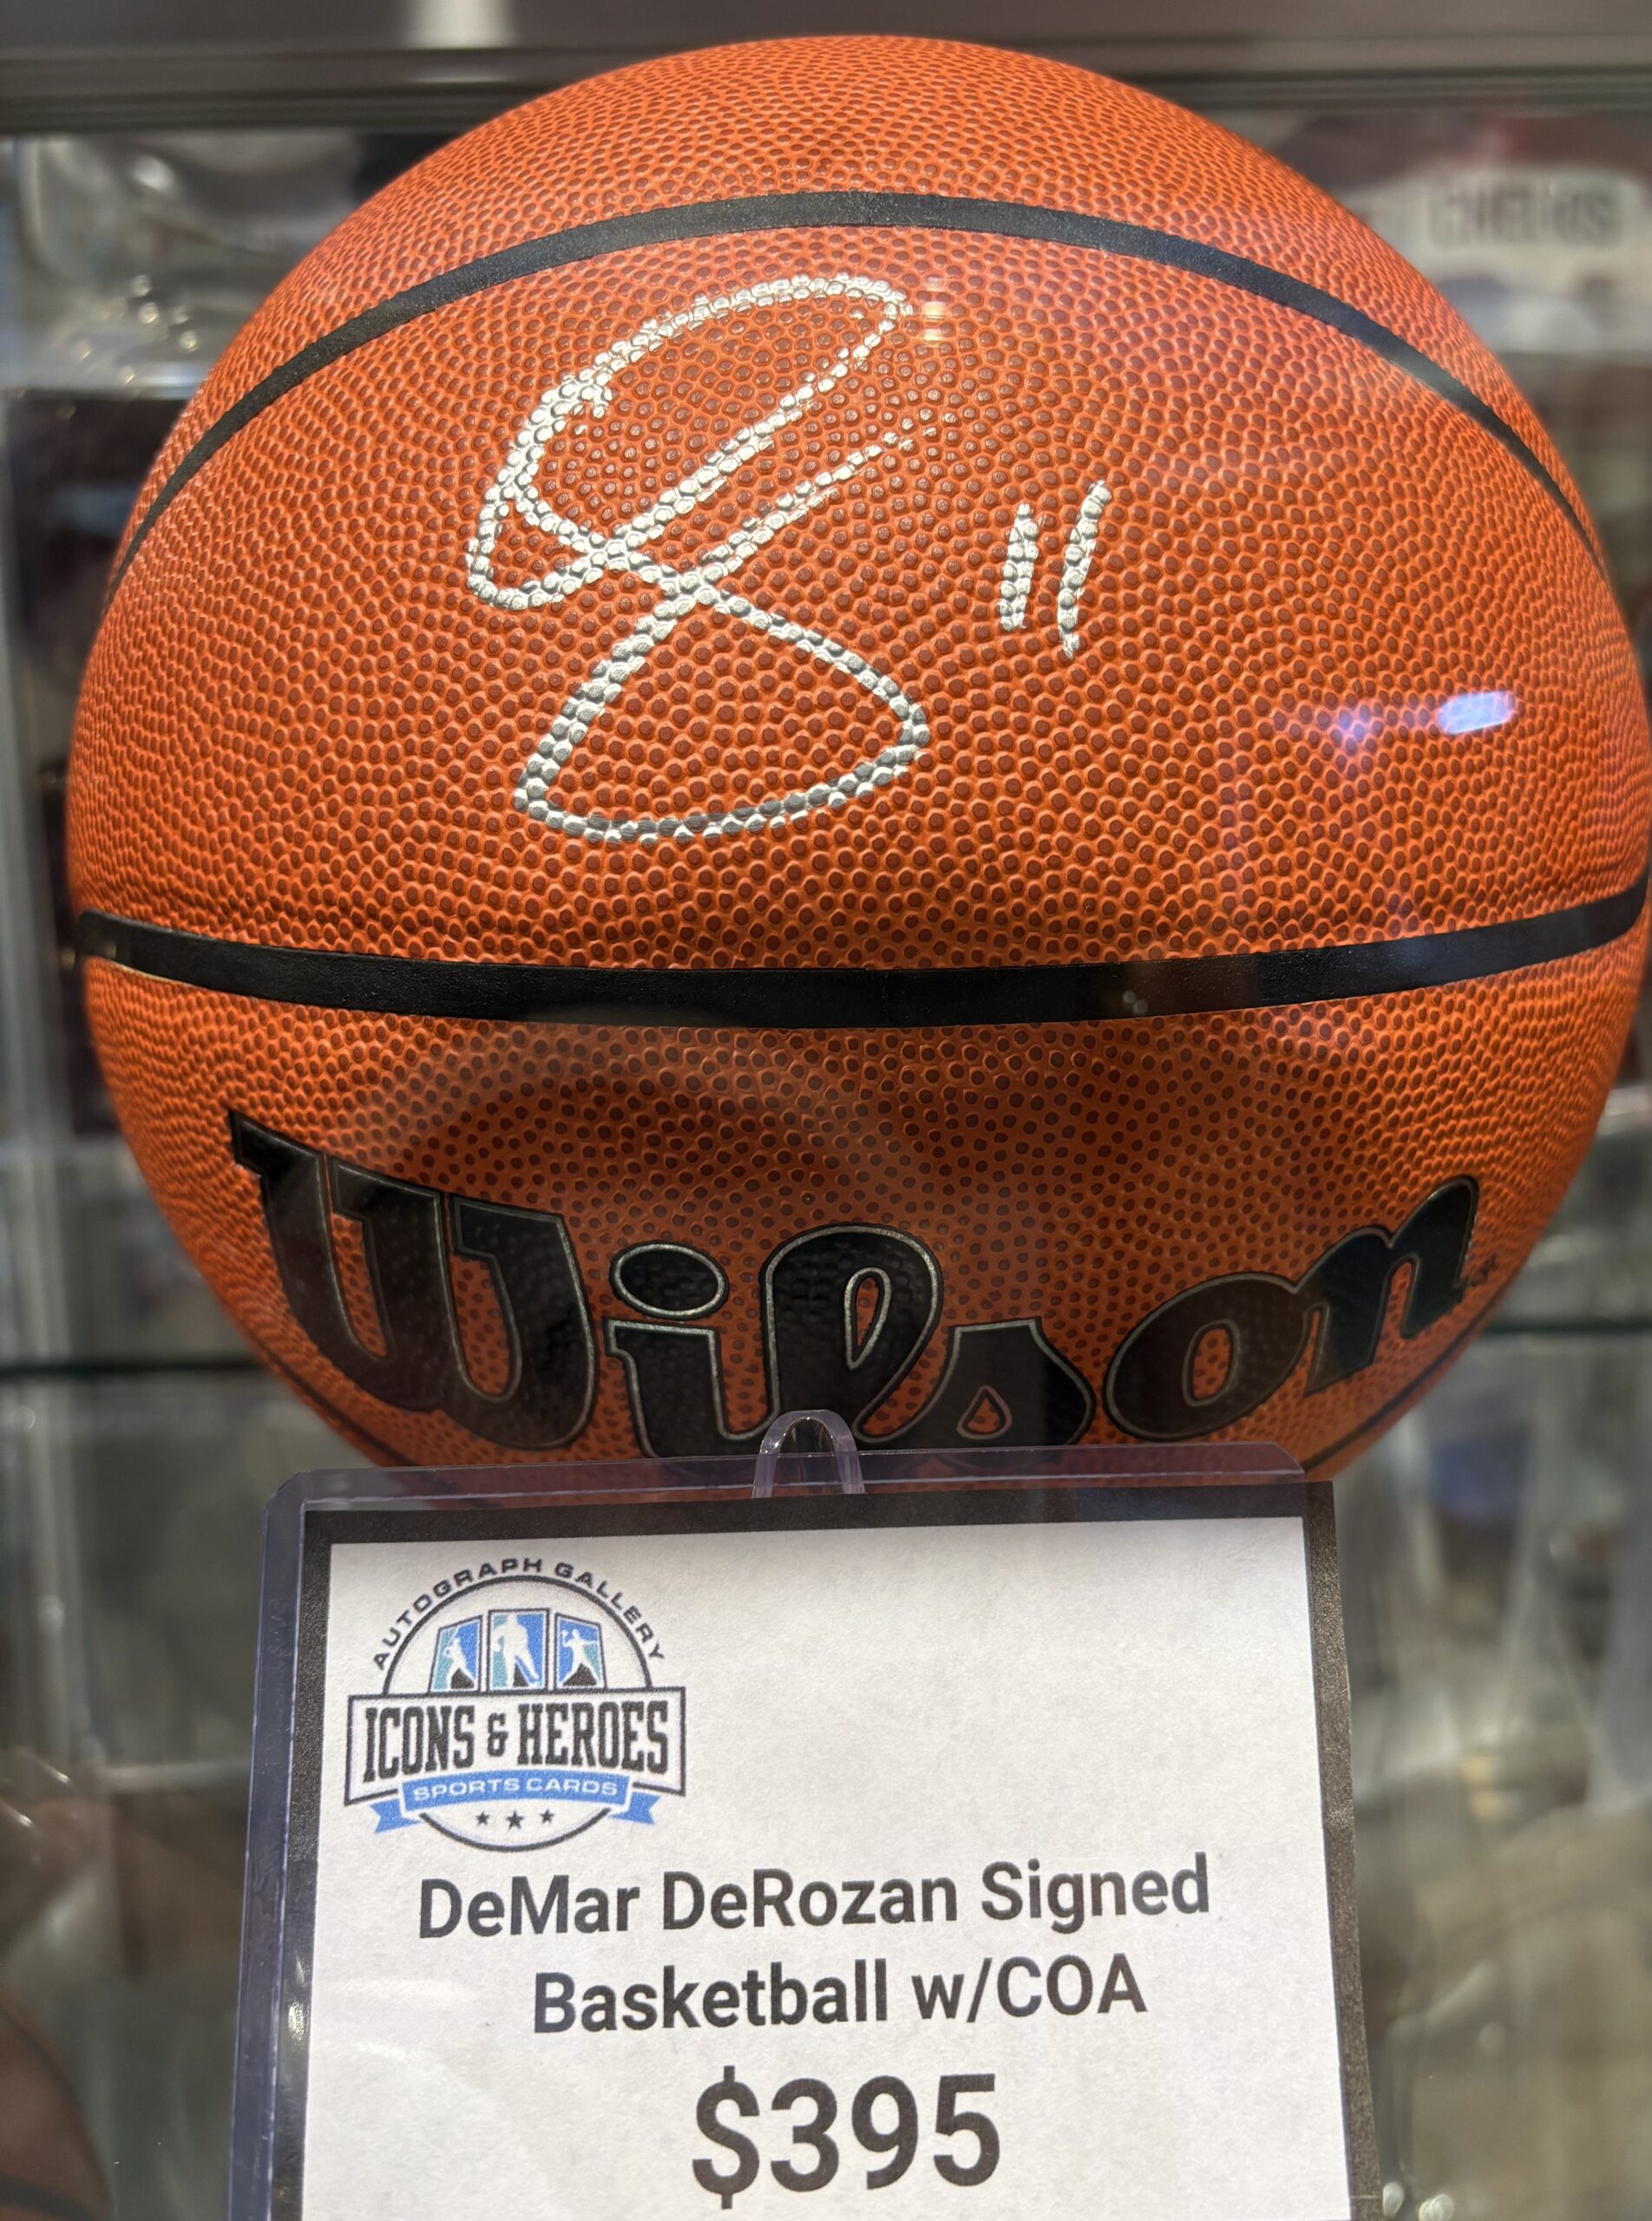 11
Wilson
AUTOGRAPH GALLERY
ICONS & HEROES
SPORTS CARDS
DeMar DeRozan Signed
Basketball w/COA
$395